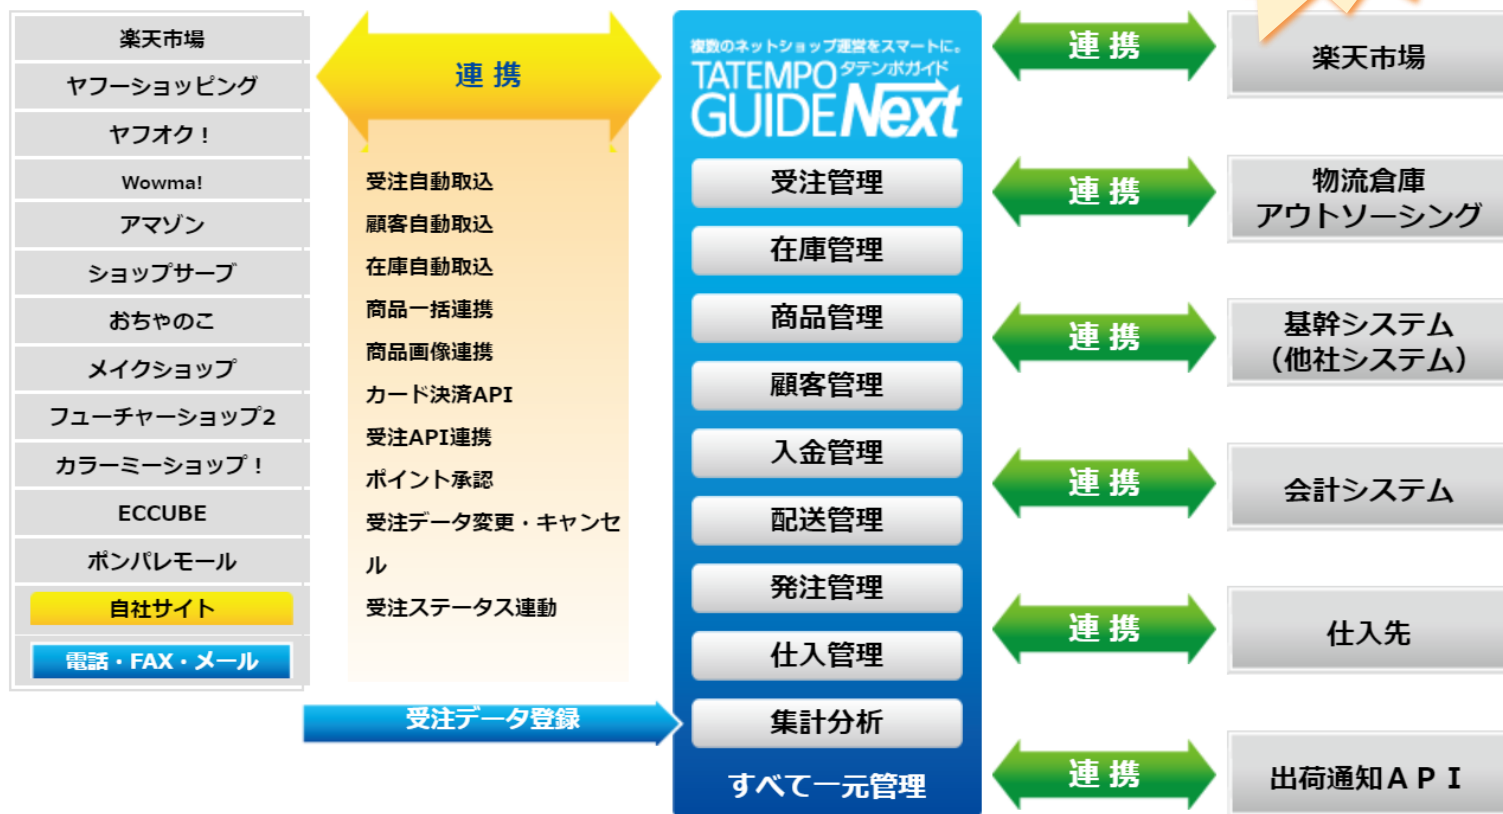 楽天市場
ヤフーショッピング
ヤフオク！
Wowma!
アマゾン
ショップサーブ
おちゃのこ
メイクショップ
フューチャーショップ2
カラーミーショップ！
ECCUBE
ポンパレモール
自社サイト
電話・FAX・メール
連携
受注自動取込
顧客自動取込
在庫自動取込
商品一括連携
商品画像連携
カード決済API
受注API連携
ポイント承認
受注データ変更・キャンセ
ル
受注ステータス連動
受注データ登録
複数のネットショップ運営をスマートに。
TATEMPO タテンポガイド
GUIDE Next
受注管理
在庫管理
商品管理
顧客管理
入金管理
配送管理
発注管理
仕入管理
集計分析
すべて一元管理
連携
楽天市場
連携
物流倉庫
アウトソーシング
連携
基幹システム
（他社システム）
連携
会計システム
連携
仕入先
連携
出荷通知ＡＰＩ